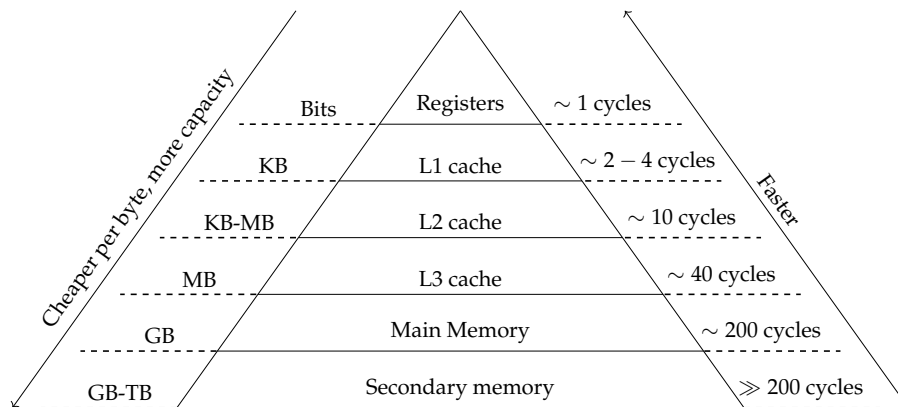 Cheaper per byte, more capacity
Faster
Bits Registers ∼ 1 cycles
KB L1 cache ∼ 2 − 4 cycles
KB-MB L2 cache ∼ 10 cycles
MB L3 cache ∼ 40 cycles
GB Main Memory ∼ 200 cycles
GB-TB Secondary memory ≫ 200 cycles